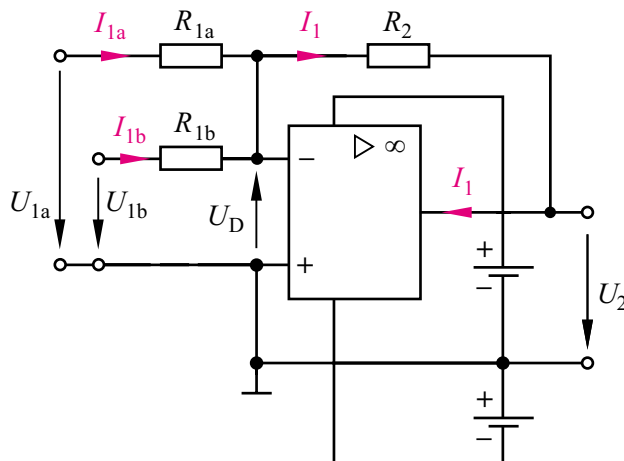 I1a R1a I1 R2
I1b R1b
− ▷ ∞
U1a U1b UD I1
+ +
− U2
+
−